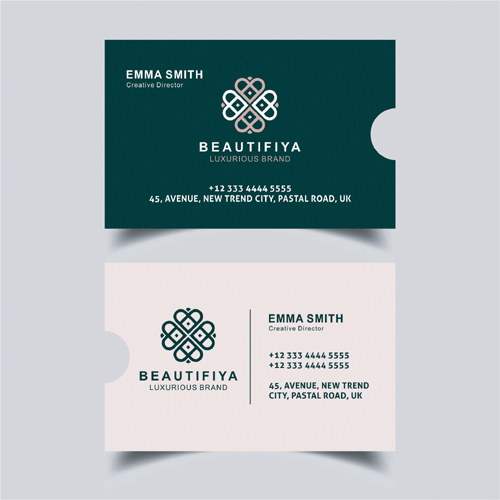 EMMA SMITH
Creative Director
BEAUTIFIYA
LUXURIOUS BRAND
+12 333 4444 5555
45, AVENUE, NEW TREND CITY, PASTAL ROAD, UK
BEAUTIFIYA
LUXURIOUS BRAND
EMMA SMITH
Creative Director
+12 333 4444 5555
+12 333 4444 5555
45, AVENUE, NEW TREND
CITY, PASTAL ROAD, UK